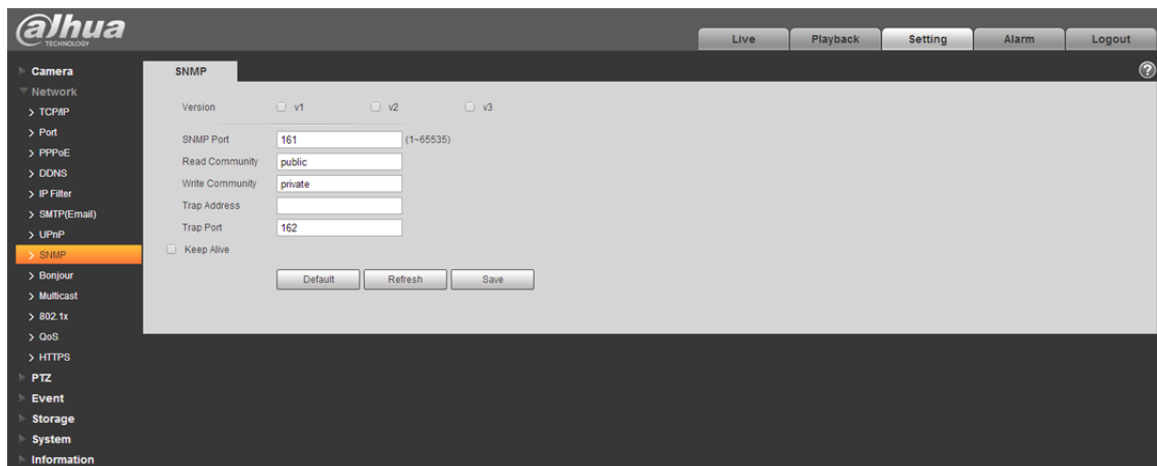 alhua
TECHNOLOGY
Live Playback Setting Alarm Logout
Camera
Network
> TCP/IP
> Port
> PPPoE
> DDNS
> IP Filter
> SMTP(Email)
> UPnP
> SNMP
> Bonjour
> Multicast
> 802.1x
> QoS
> HTTPS
PTZ
Event
Storage
System
Information
SNMP
?
Version v1 v2 v3
SNMP Port 161 (1~65535)
Read Community public
Write Community private
Trap Address
Trap Port 162
Keep Alive
Default Refresh Save